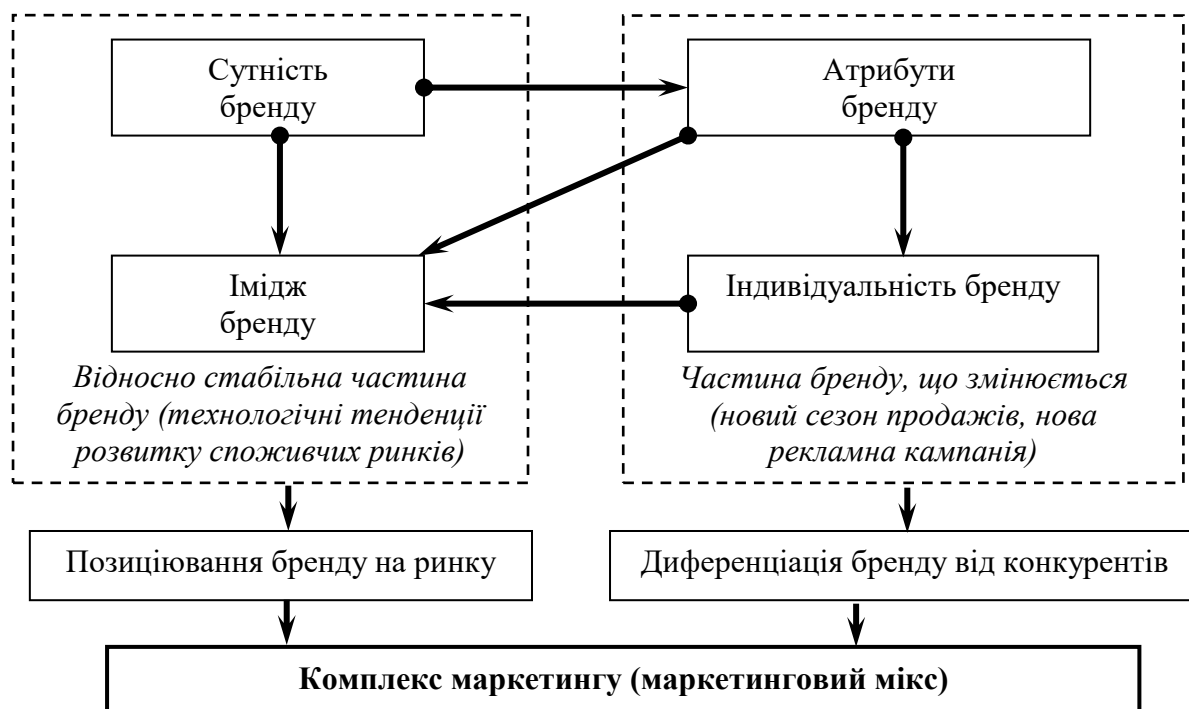 Сутність
бренду
Атрибути
бренду
Імідж
бренду
Індивідуальність бренду
Відносно стабільна частина
бренду (технологічні тенденції
розвитку споживчих ринків)
Частина бренду, що змінюється
(новий сезон продажів, нова
рекламна кампанія)
Позиціювання бренду на ринку
Диференціація бренду від конкурентів
Комплекс маркетингу (маркетинговий мікс)